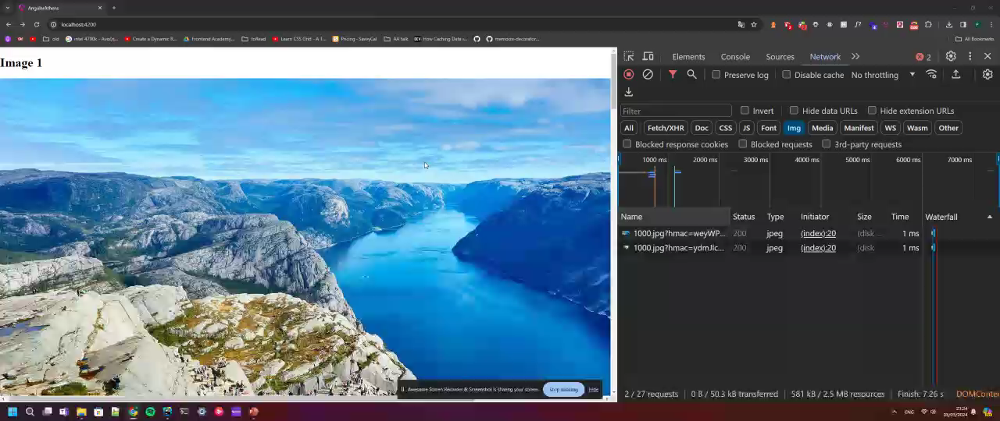 AngularAthens
localhost:4200
old
intel 4790k - Αναζή...
Create a Dynamic R...
Frontend Academy...
toRead
Learn CSS Grid - A 1...
Pricing - SavvyCal
AA talk
How Caching Data u...
memoize-decorator...
All Bookmarks
Image 1
Elements
Console
Sources
Network
2
Preserve log
Disable cache
No throttling
Filter
Invert
Hide data URLs
Hide extension URLs
All
Fetch/XHR
Doc
CSS
JS
Font
Img
Media
Manifest
WS
Wasm
Other
Blocked response cookies
Blocked requests
3rd-party requests
1000 ms
2000 ms
3000 ms
4000 ms
5000 ms
6000 ms
7000 ms
Name
Status
Type
Initiator
Size
Time
Waterfall
1000.jpg?hmac=weyWP... 200 jpeg (index):20 (disk ... 1 ms
1000.jpg?hmac=ydmJlc... 200 jpeg (index):20 (disk 1 ms
Awesome Screen Recorder & Screenshot is sharing your screen.
Stop sharing
Hide
2 / 27 requests
0 B / 50.3 kB transferred
581 kB / 2.5 MB resources
Finish: 7.26 s
DOMConte
ENG
23:24
05/03/2024